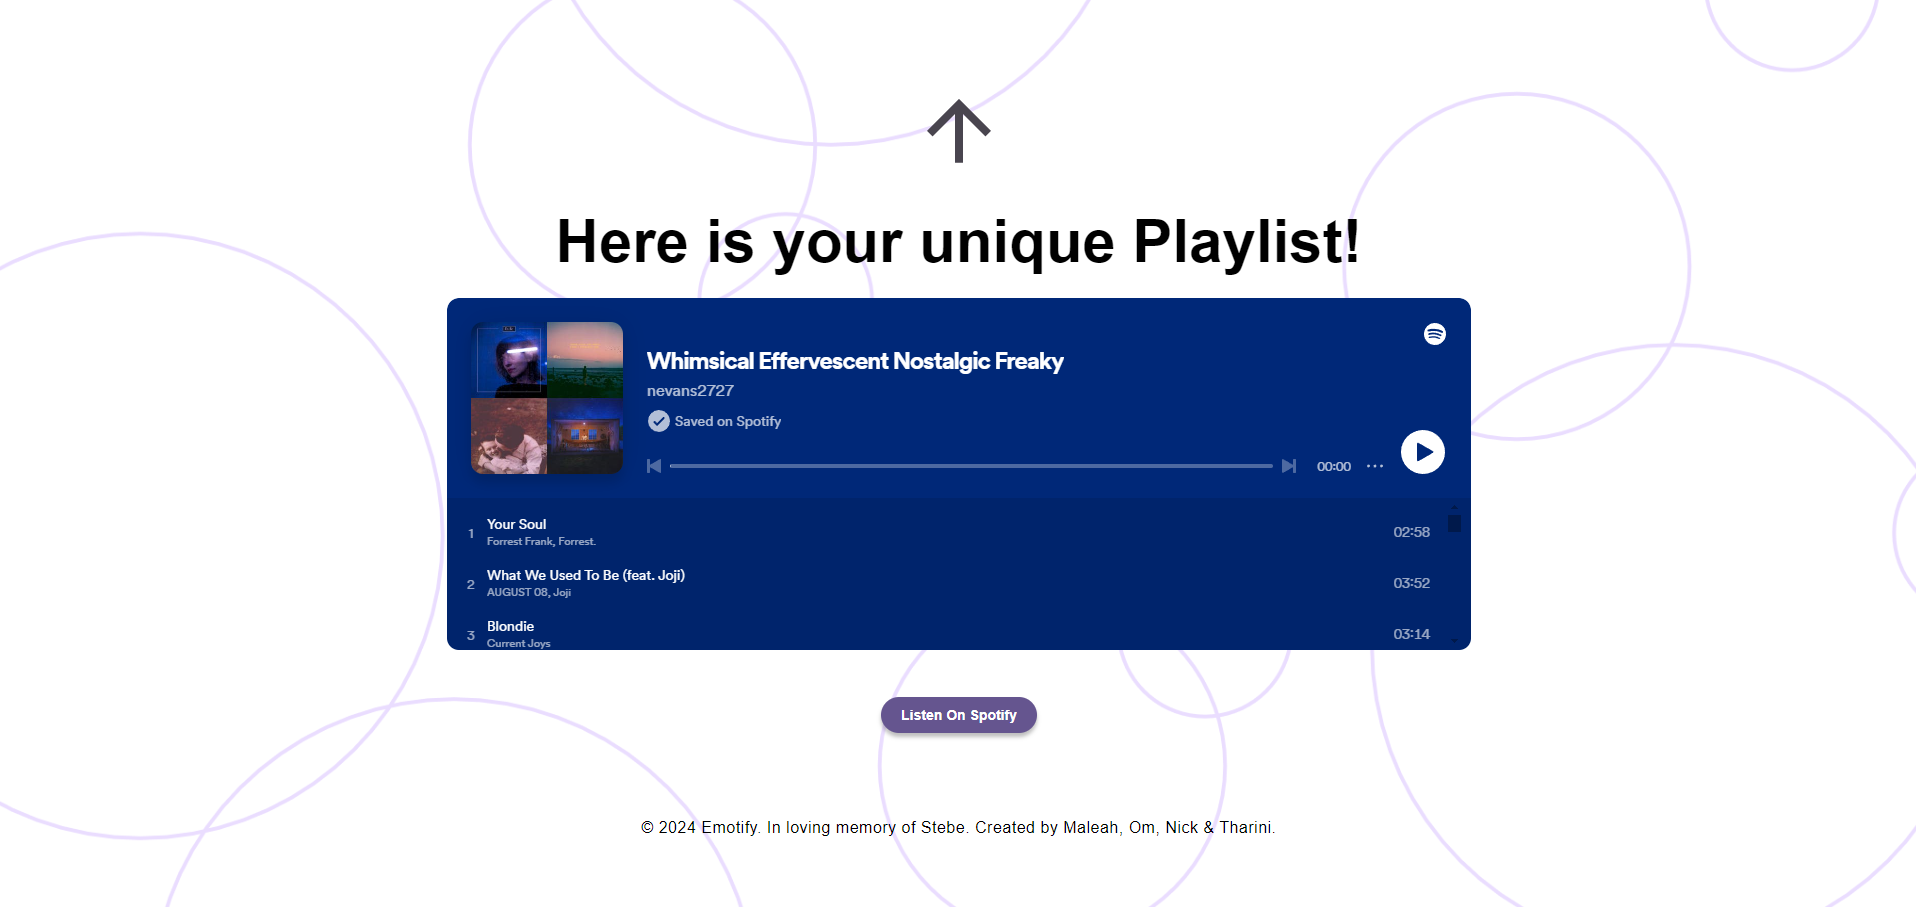 Here is your unique Playlist!
Whimsical Effervescent Nostalgic Freaky
nevans2727
Saved on Spotify
00:00
1
Your Soul
Forrest Frank, Forrest.
02:58
2
What We Used To Be (feat. Joji)
AUGUST 08, Joji
03:52
3
Blondie
Current Joys
03:14
Listen On Spotify
© 2024 Emotify. In loving memory of Stebe. Created by Maleah, Om, Nick & Tharini.